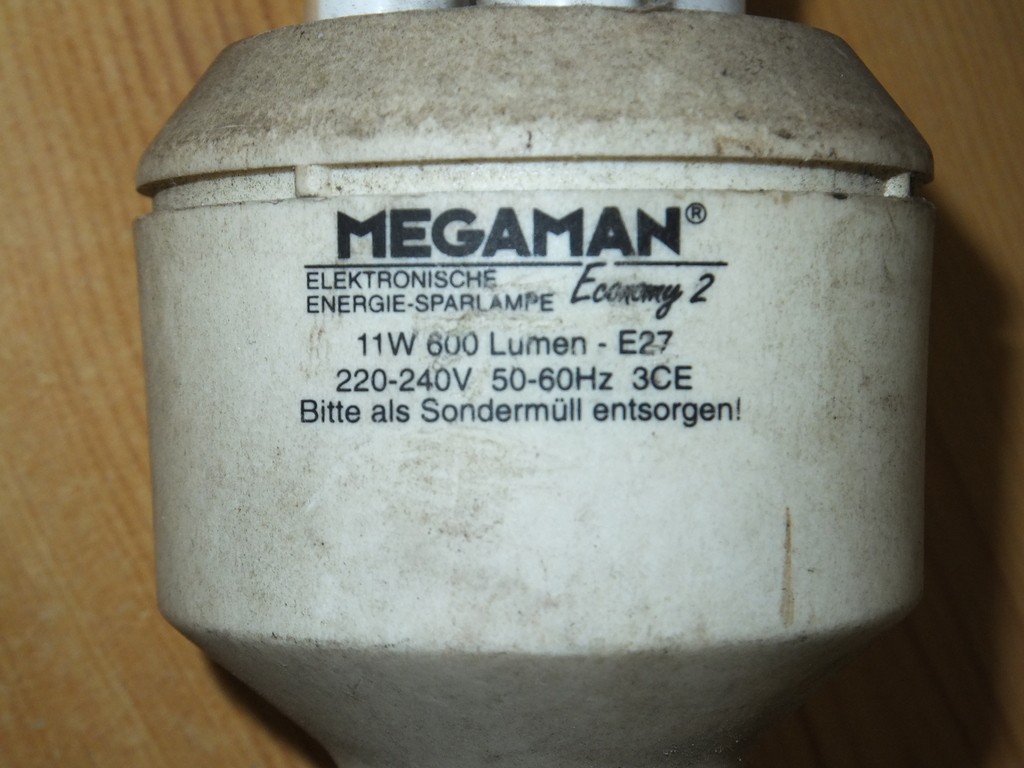 MEGAMAN®
ELEKTRONISCHE
ENERGIE-SPARLAMPE Economy 2
11W 600 Lumen - E27
220-240V 50-60Hz 3CE
Bitte als Sondermüll entsorgen!